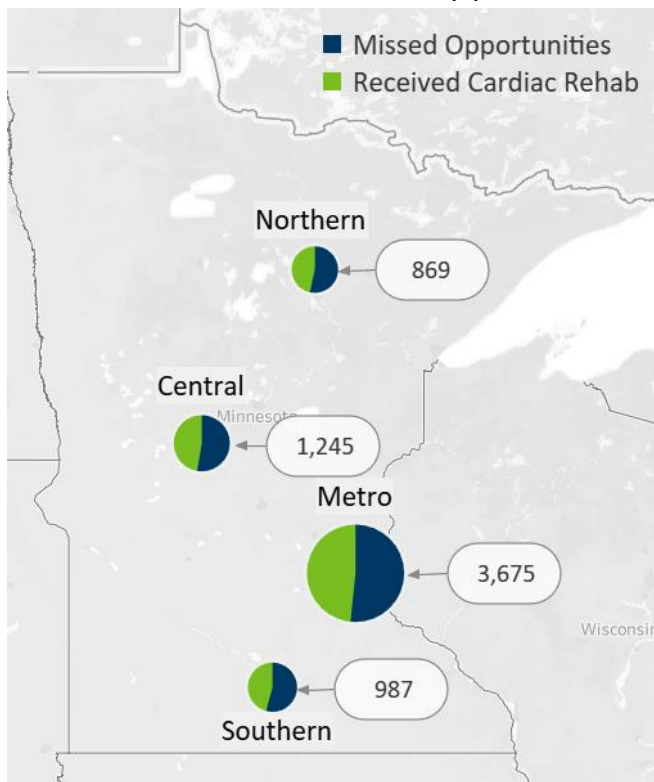 Missed Opportunities
Received Cardiac Rehab
Northern
869
Central
Minnesota
1,245
Metro
3,675
Wisconsin
987
Southern